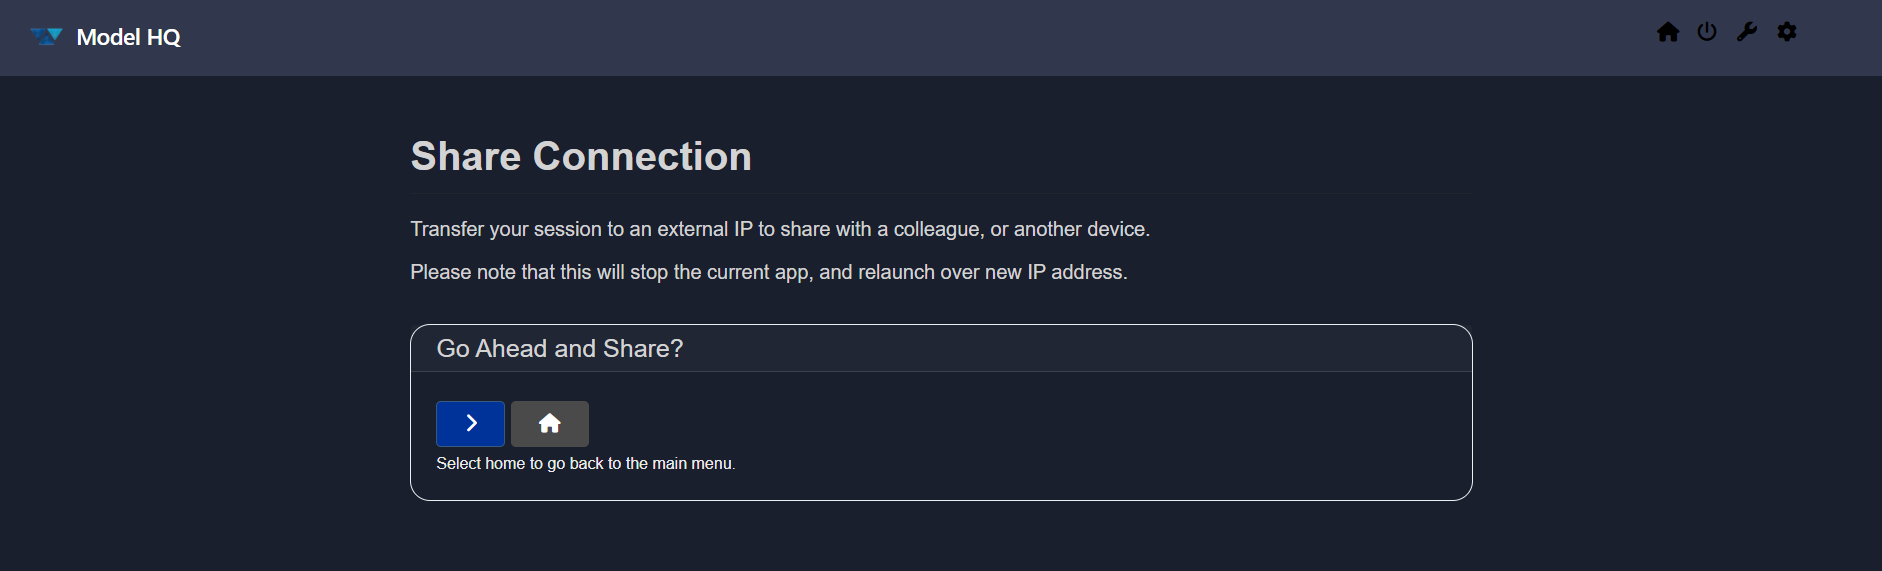 Model HQ
Share Connection
Transfer your session to an external IP to share with a colleague, or another device.
Please note that this will stop the current app, and relaunch over new IP address.
Go Ahead and Share?
Select home to go back to the main menu.